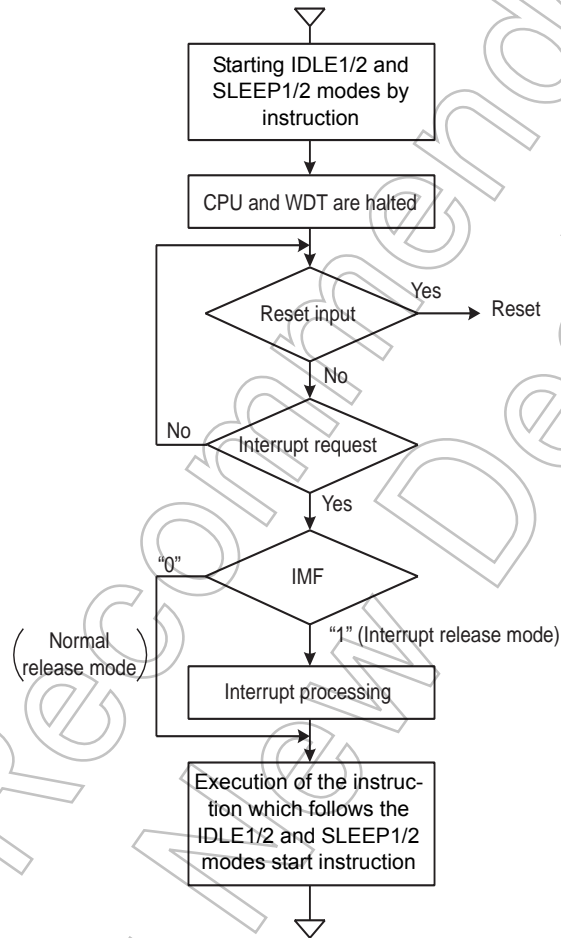 Starting IDLE1/2 and
SLEEP1/2 modes by
instruction
CPU and WDT are halted
Reset input
Yes
Reset
No
Interrupt request
No
Yes
IMF
“0”
Normal
release mode
“1” (Interrupt release mode)
Interrupt processing
Execution of the instruc-
tion which follows the
IDLE1/2 and SLEEP1/2
modes start instruction